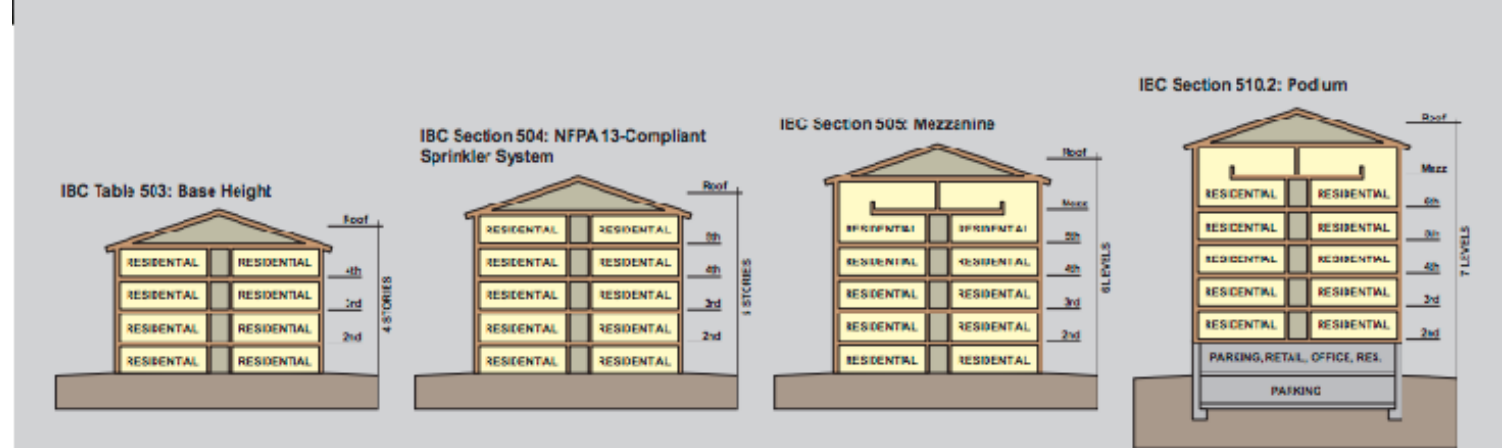 IBC Table 503: Base Height
Roof
RESIDENTIAL RESIDENTIAL
4th
RESIDENTIAL RESIDENTIAL
3rd
RESIDENTIAL RESIDENTIAL
2nd
RESIDENTIAL RESIDENTIAL
4 STORIES
IBC Section 504: NFPA 13-Compliant
Sprinkler System
Roof
RESIDENTIAL RESIDENTIAL
5th
RESIDENTIAL RESIDENTIAL
4th
RESIDENTIAL RESIDENTIAL
3rd
RESIDENTIAL RESIDENTIAL
2nd
RESIDENTIAL RESIDENTIAL
5 STORIES
IBC Section 505: Mezzanine
Roof
Mezz
RESIDENTIAL RESIDENTIAL
5th
RESIDENTIAL RESIDENTIAL
4th
RESIDENTIAL RESIDENTIAL
3rd
RESIDENTIAL RESIDENTIAL
2nd
RESIDENTIAL RESIDENTIAL
6 LEVELS
IBC Section 510.2: Podium
Roof
Mezz
RESIDENTIAL RESIDENTIAL
6th
RESIDENTIAL RESIDENTIAL
5th
RESIDENTIAL RESIDENTIAL
4th
RESIDENTIAL RESIDENTIAL
3rd
RESIDENTIAL RESIDENTIAL
2nd
PARKING, RETAIL, OFFICE, RES.
PARKING
7 LEVELS